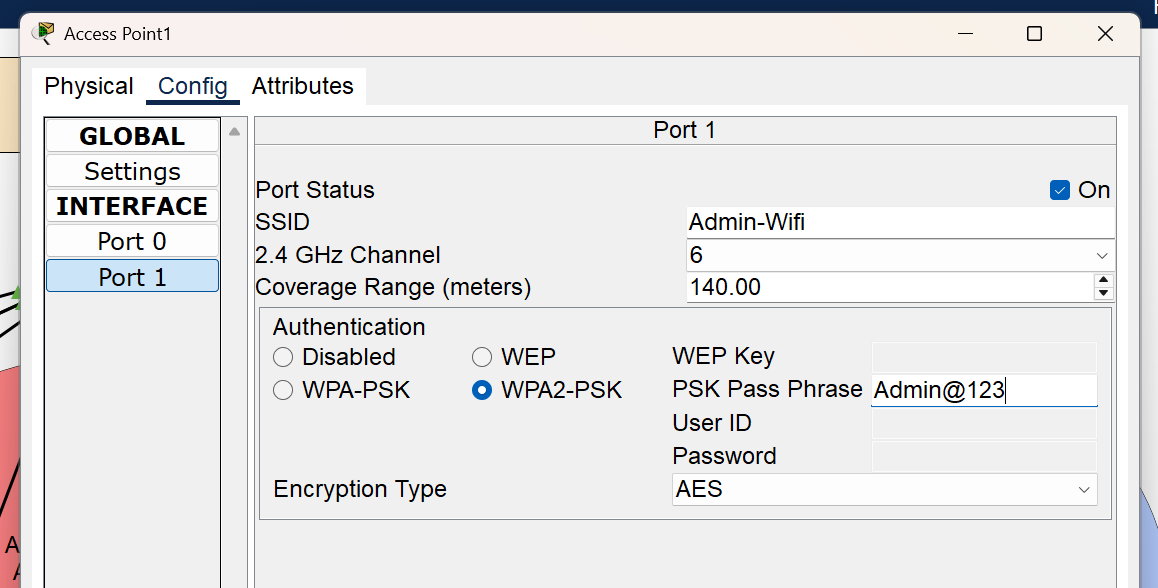 Access Point1
Physical Config Attributes
GLOBAL
Settings
INTERFACE
Port 0
Port 1
Port 1
Port Status On
SSID Admin-Wifi
2.4 GHz Channel 6
Coverage Range (meters) 140.00
Authentication
Disabled WEP WEP Key
WPA-PSK WPA2-PSK PSK Pass Phrase Admin@123
User ID
Password
Encryption Type AES